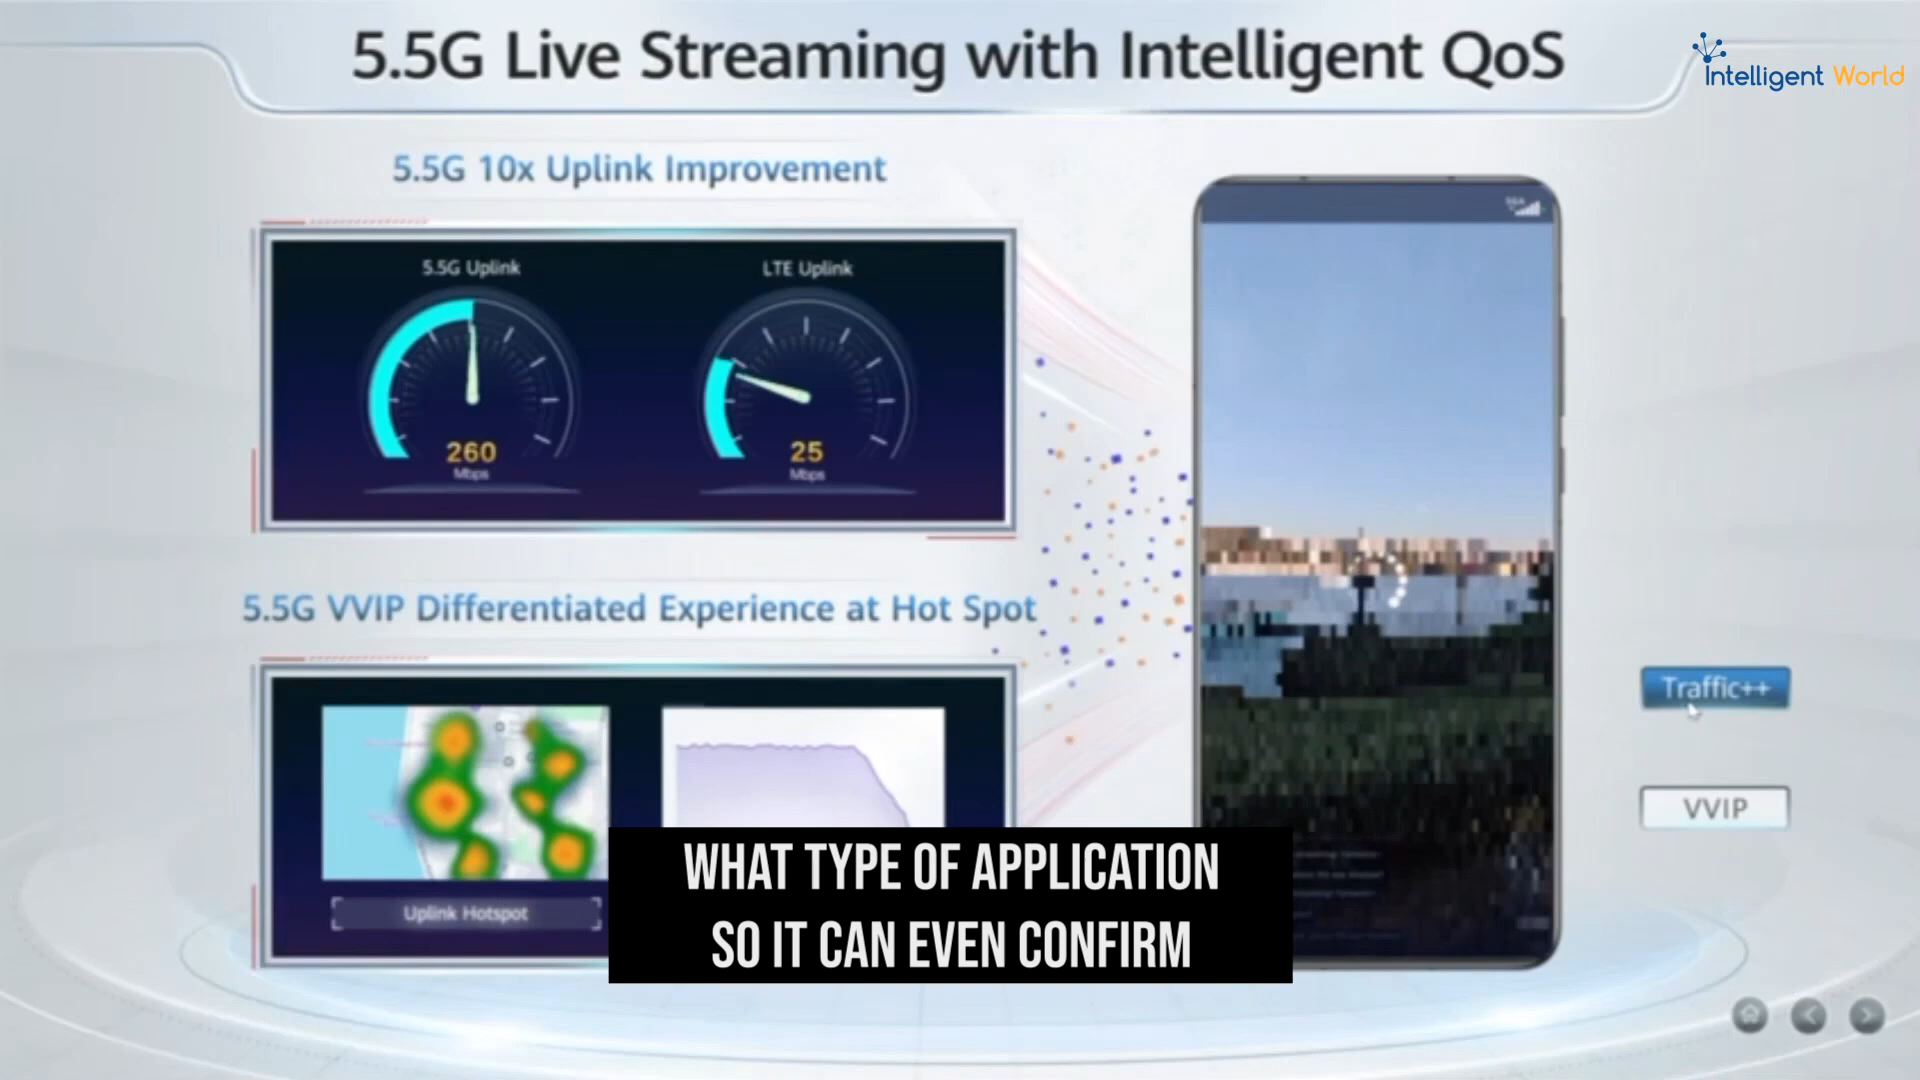 5.5G Live Streaming with Intelligent QoS
Intelligent World
5.5G 10x Uplink Improvement
5.5G Uplink
LTE Uplink
260
Mbps
25
Mbps
5.5G VVIP Differentiated Experience at Hot Spot
Traffic++
VVIP
Uplink Hotspot
WHAT TYPE OF APPLICATION
SO IT CAN EVEN CONFIRM